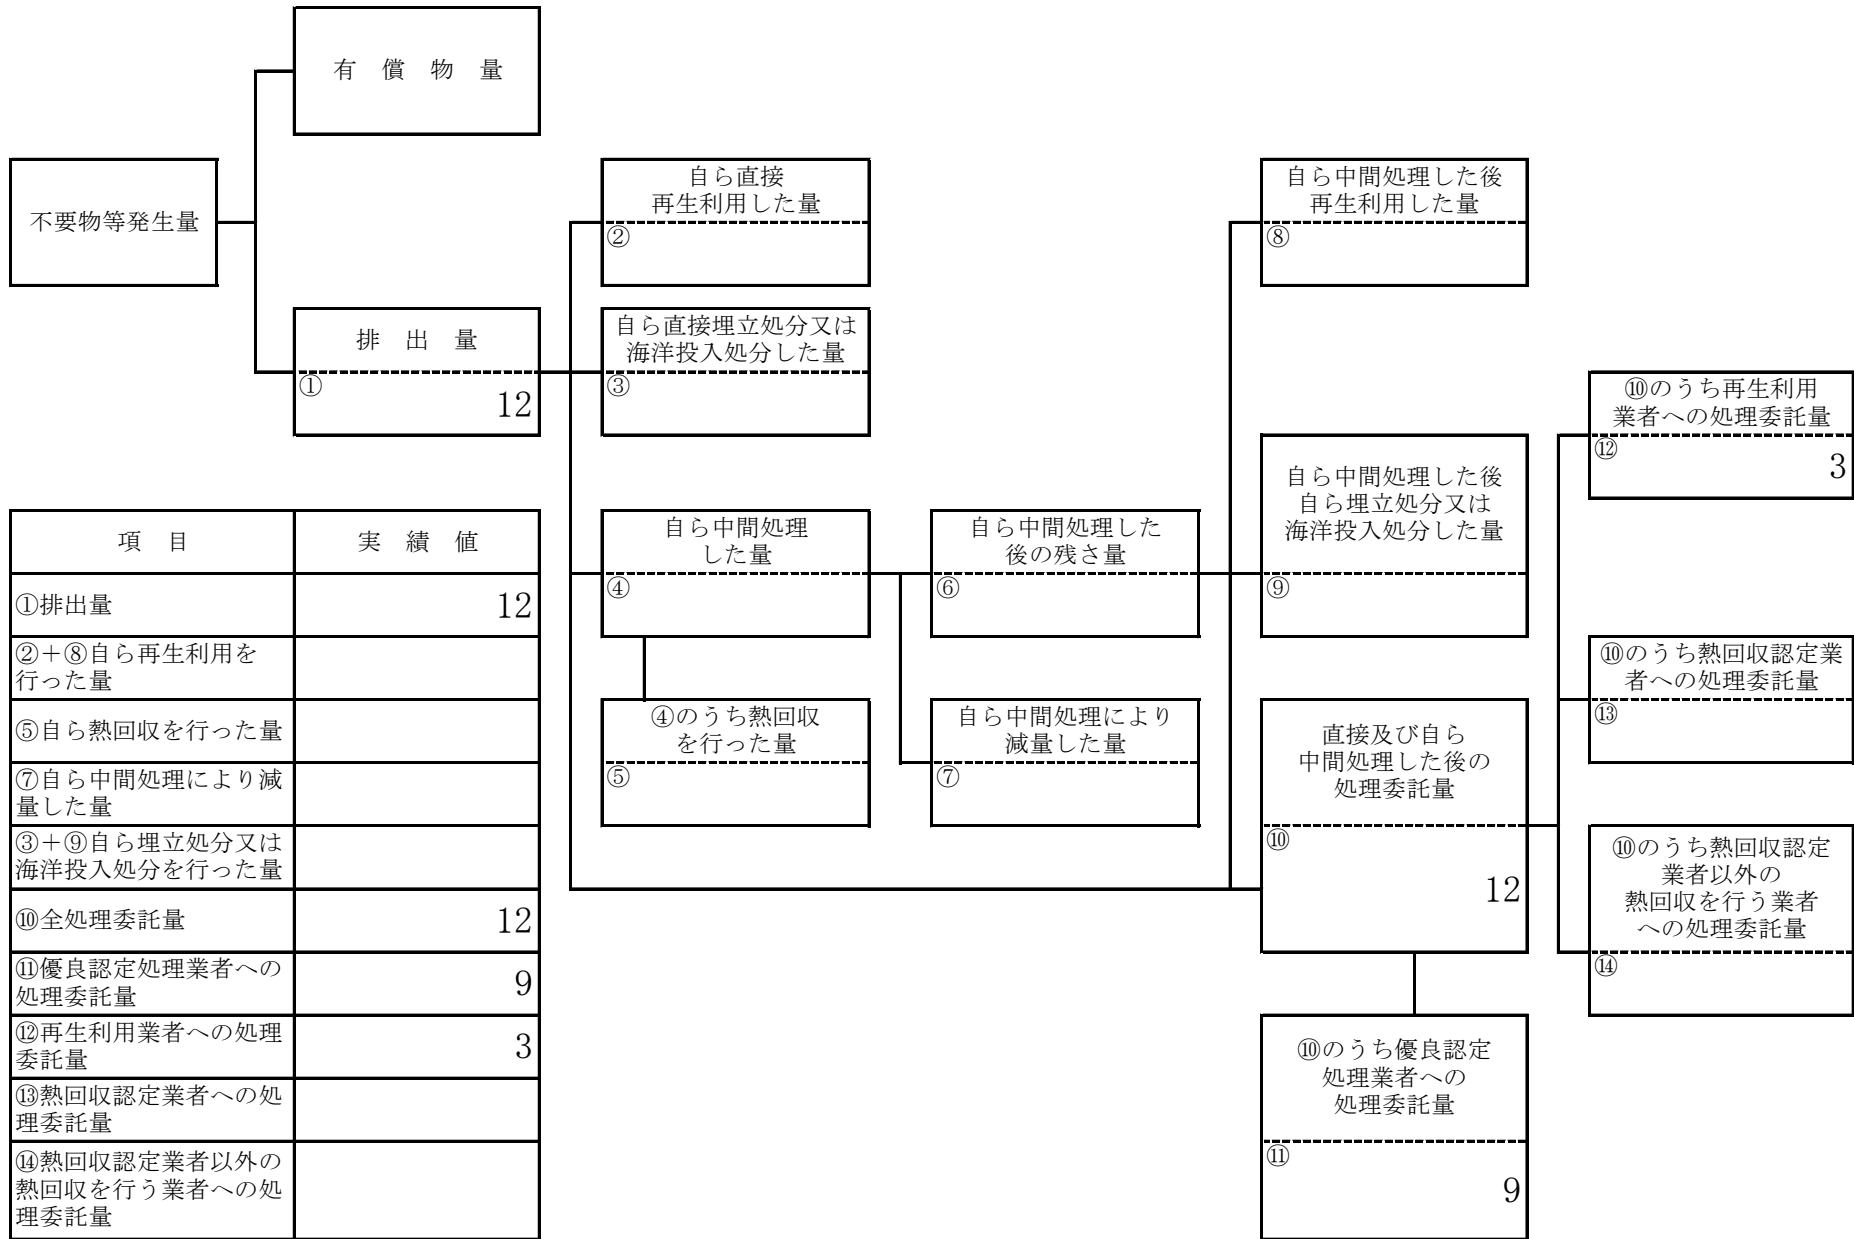 有 償 物 量
不要物等発生量
排 出 量
①
12
自ら直接
再生利用した量
②
自ら直接埋立処分又は
海洋投入処分した量
③
自ら中間処理
した量
④
④のうち熱回収
を行った量
⑤
自ら中間処理した
後の残さ量
⑥
自ら中間処理により
減量した量
⑦
自ら中間処理した後
再生利用した量
⑧
自ら中間処理した後
自ら埋立処分又は
海洋投入処分した量
⑨
直接及び自ら
中間処理した後の
処理委託量
⑩
12
⑩のうち優良認定
処理業者への
処理委託量
⑪
9
⑩のうち再生利用
業者への処理委託量
⑫
3
⑩のうち熱回収認定業
者への処理委託量
⑬
⑩のうち熱回収認定
業者以外の
熱回収を行う業者
への処理委託量
⑭
項 目 実 績 値
①排出量 12
②+⑧自ら再生利用を
行った量
⑤自ら熱回収を行った量
⑦自ら中間処理により減
量した量
③+⑨自ら埋立処分又は
海洋投入処分を行った量
⑩全処理委託量 12
⑪優良認定処理業者への
処理委託量 9
⑫再生利用業者への処理
委託量 3
⑬熱回収認定業者への処
理委託量
⑭熱回収認定業者以外の
熱回収を行う業者への処
理委託量